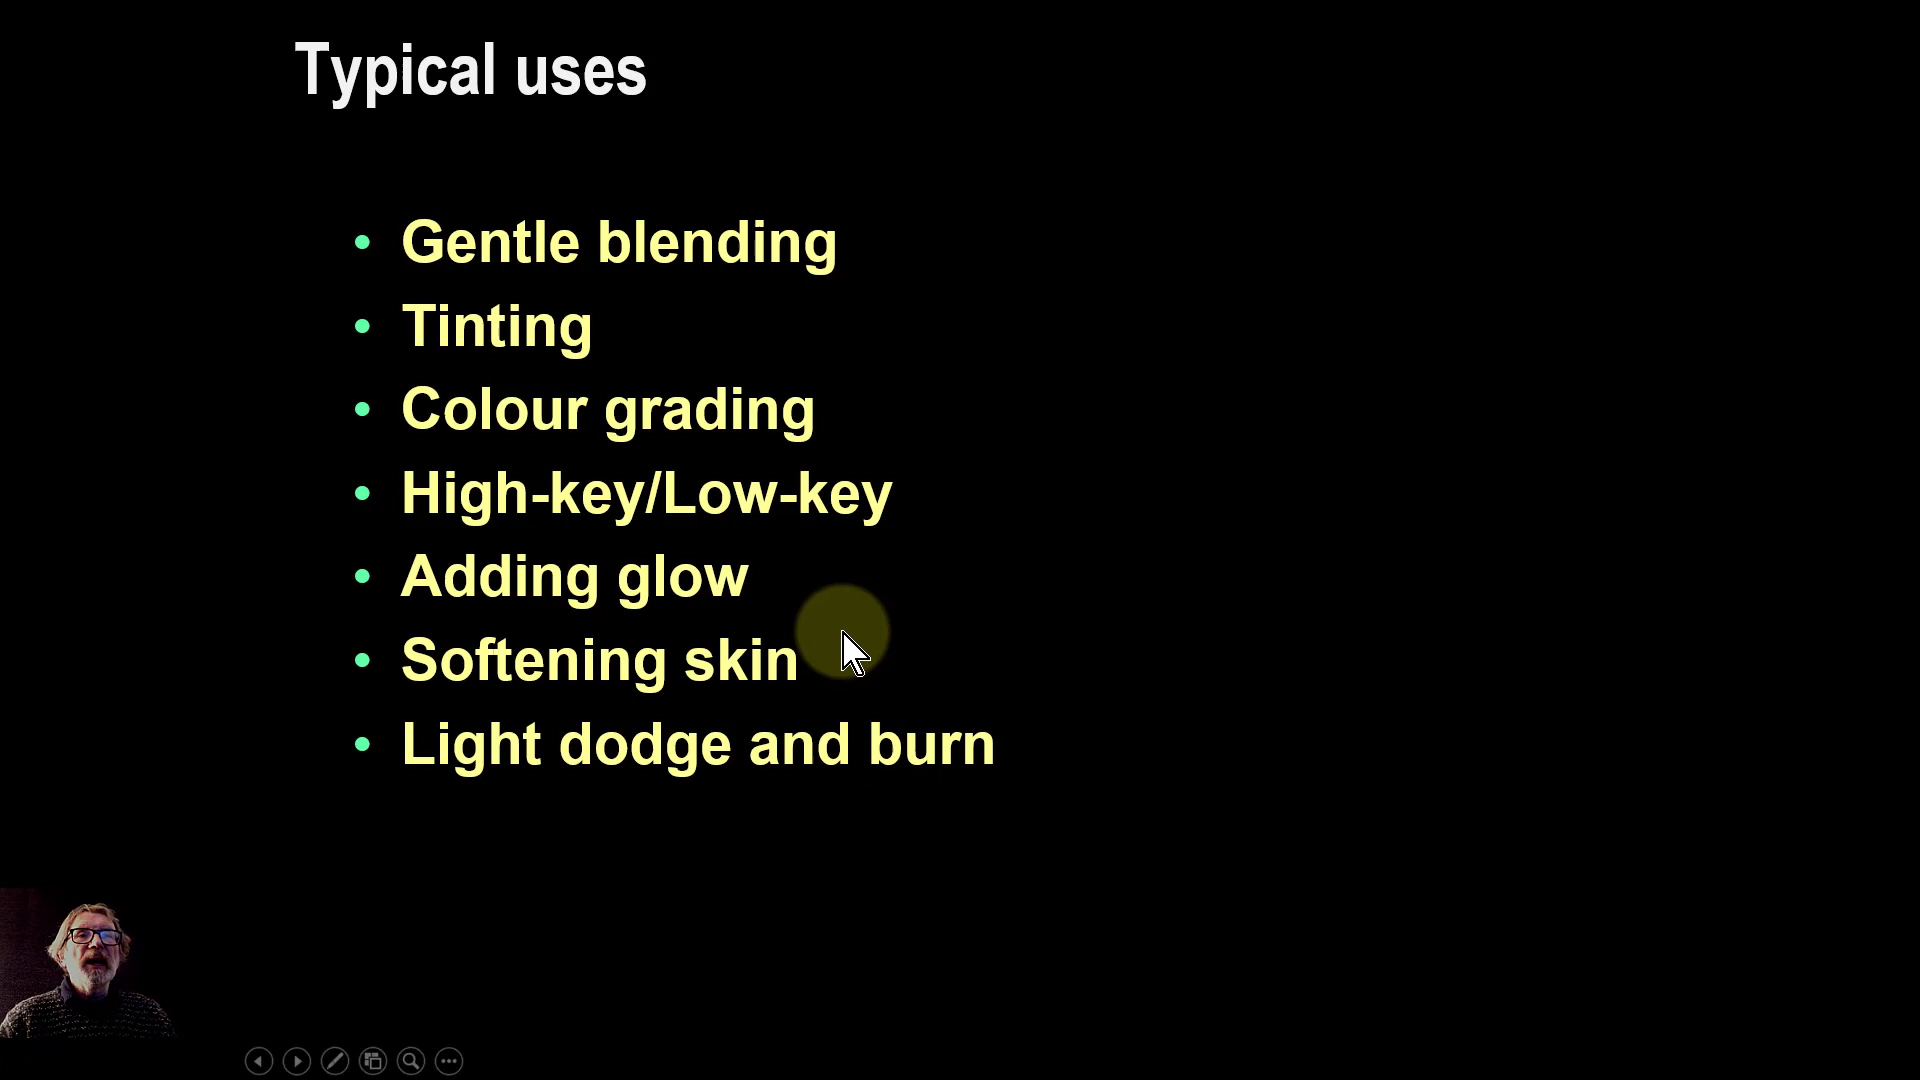 Typical uses
• Gentle blending
• Tinting
• Colour grading
• High-key/Low-key
• Adding glow
• Softening skin
• Light dodge and burn